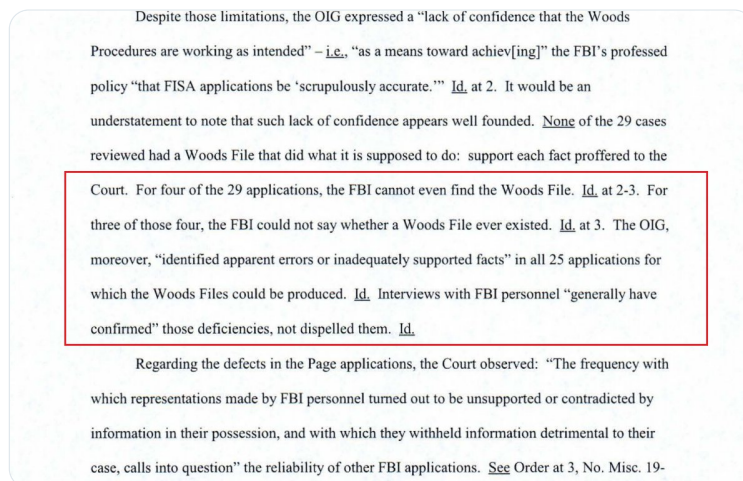 Despite those limitations, the OIG expressed a “lack of confidence that the Woods
Procedures are working as intended” – i.e., “as a means toward achiev[ing]” the FBI’s professed
policy “that FISA applications be ‘scrupulously accurate.’” Id. at 2. It would be an
understatement to note that such lack of confidence appears well founded. None of the 29 cases
reviewed had a Woods File that did what it is supposed to do: support each fact proffered to the
Court. For four of the 29 applications, the FBI cannot even find the Woods File. Id. at 2-3. For
three of those four, the FBI could not say whether a Woods File ever existed. Id. at 3. The OIG,
moreover, “identified apparent errors or inadequately supported facts” in all 25 applications for
which the Woods Files could be produced. Id. Interviews with FBI personnel “generally have
confirmed” those deficiencies, not dispelled them. Id.
Regarding the defects in the Page applications, the Court observed: “The frequency with
which representations made by FBI personnel turned out to be unsupported or contradicted by
information in their possession, and with which they withheld information detrimental to their
case, calls into question” the reliability of other FBI applications. See Order at 3, No. Misc. 19-